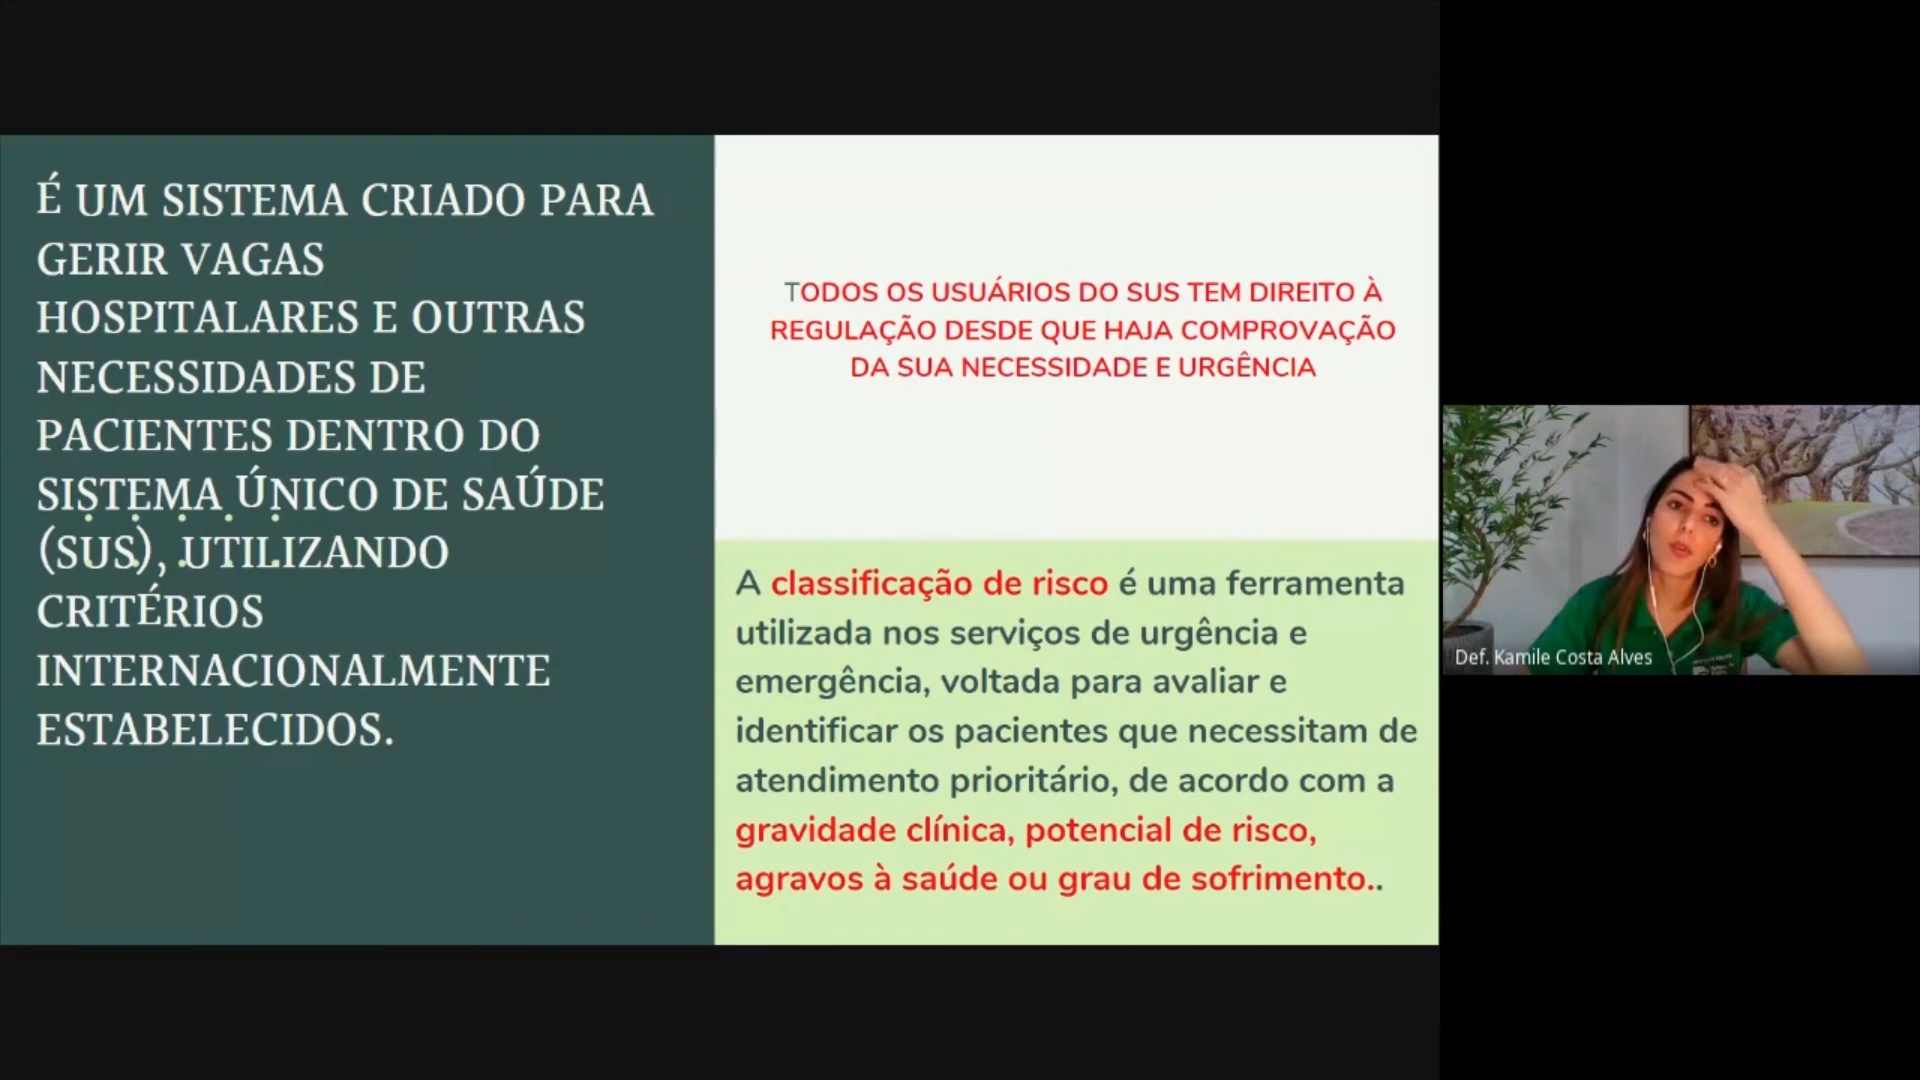 É UM SISTEMA CRIADO PARA
GERIR VAGAS
HOSPITALARES E OUTRAS
NECESSIDADES DE
PACIENTES DENTRO DO
SISTEMA ÚNICO DE SAÚDE
(SUS), UTILIZANDO
CRITÉRIOS
INTERNACIONALMENTE
ESTABELECIDOS.
TODOS OS USUÁRIOS DO SUS TEM DIREITO À
REGULAÇÃO DESDE QUE HAJA COMPROVAÇÃO
DA SUA NECESSIDADE E URGÊNCIA
A classificação de risco é uma ferramenta
utilizada nos serviços de urgência e
emergência, voltada para avaliar e
identificar os pacientes que necessitam de
atendimento prioritário, de acordo com a
gravidade clínica, potencial de risco,
agravos à saúde ou grau de sofrimento..
Def. Kamile Costa Alves